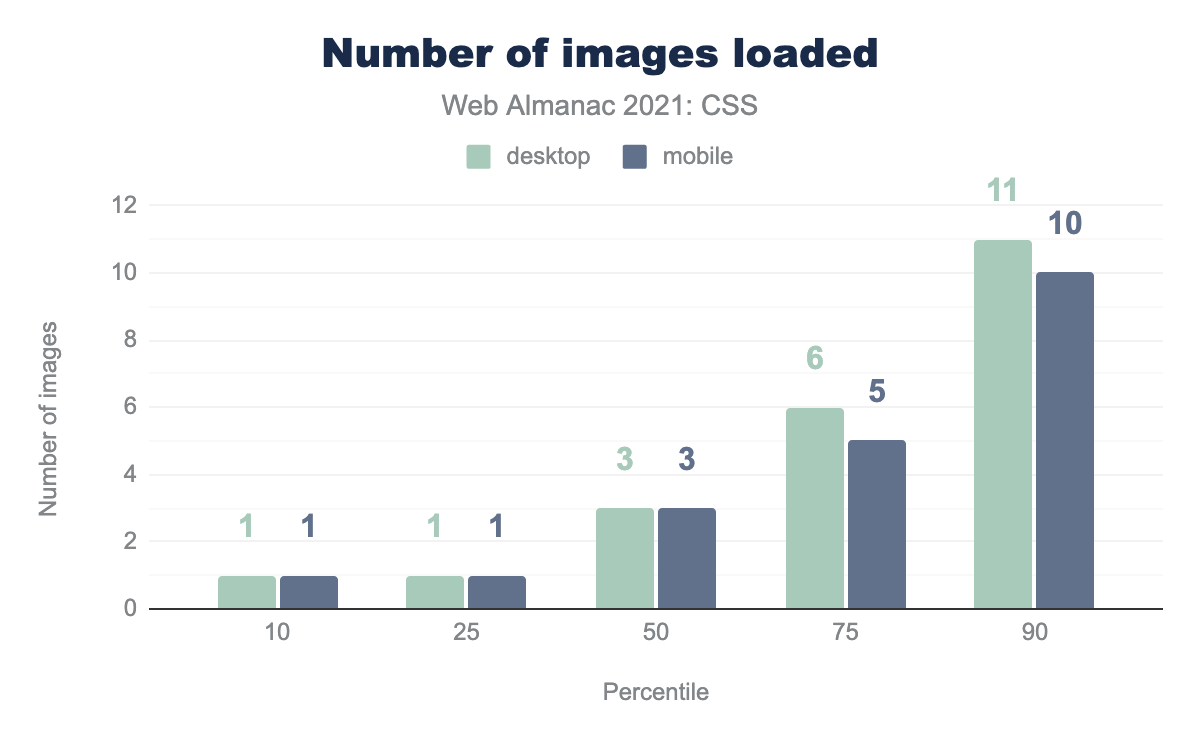 Number of images loaded
Web Almanac 2021: CSS
desktop mobile
Number of images
12
10
8
6
4
2
0
1 1 1 1 3 3 6 5 11 10
10 25 50 75 90
Percentile